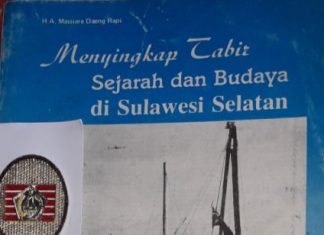 H.A. Massiara Daeng Rapi
Menyingkap Tabir
Sejarah dan Budaya
di Sulawesi Selatan